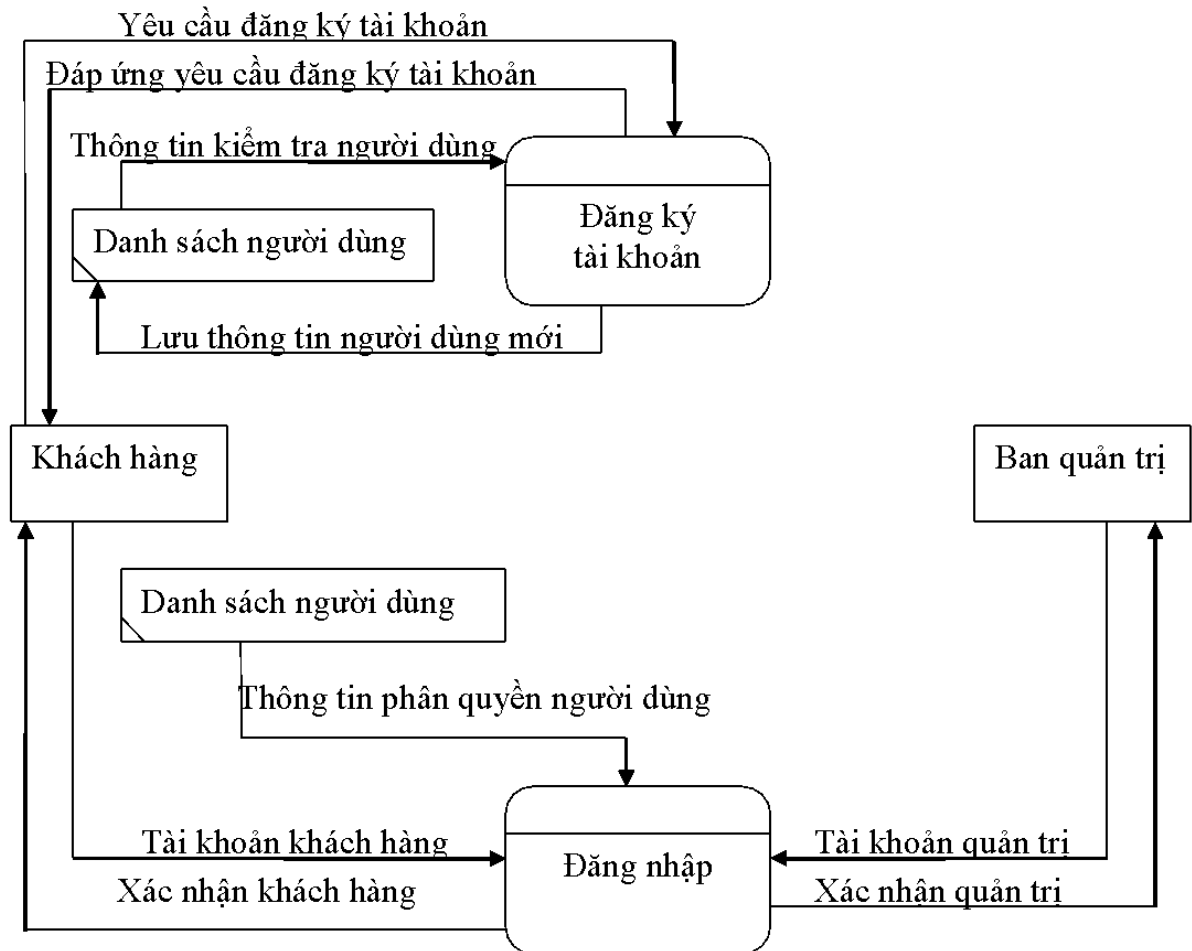 Yêu cầu đăng ký tài khoản
Đáp ứng yêu cầu đăng ký tài khoản
Thông tin kiểm tra người dùng
Danh sách người dùng
Đăng ký
tài khoản
Lưu thông tin người dùng mới
Khách hàng
Ban quản trị
Danh sách người dùng
Thông tin phân quyền người dùng
Tài khoản khách hàng
Đăng nhập
Tài khoản quản trị
Xác nhận khách hàng
Xác nhận quản trị